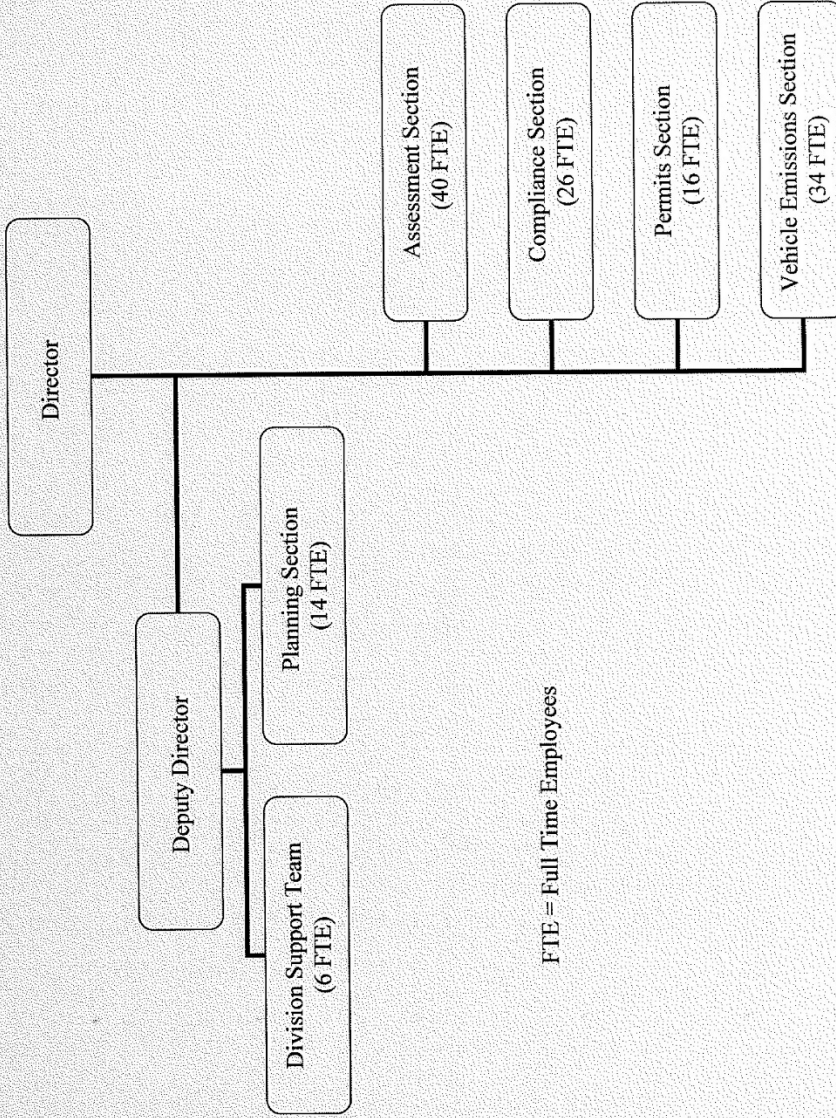 Director
Deputy Director
Division Support Team
(6 FTE)
Planning Section
(14 FTE)
Assessment Section
(40 FTE)
Compliance Section
(26 FTE)
Permits Section
(16 FTE)
Vehicle Emissions Section
(34 FTE)
FTE = Full Time Employees